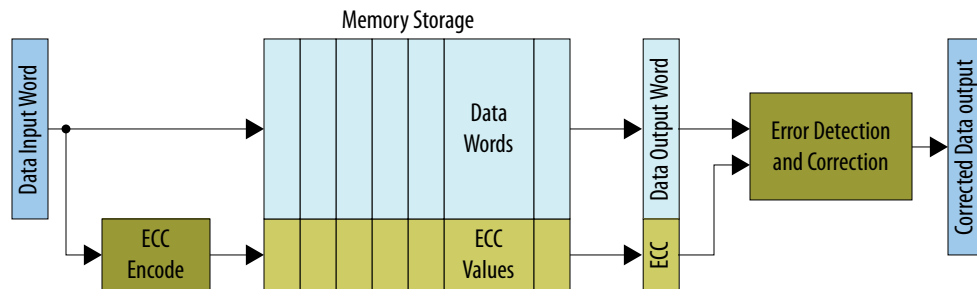 Memory Storage
Data Input Word
Data
Words
Data Output Word
Error Detection
and Correction
Corrected Data output
ECC
Encode
ECC
Values
ECC